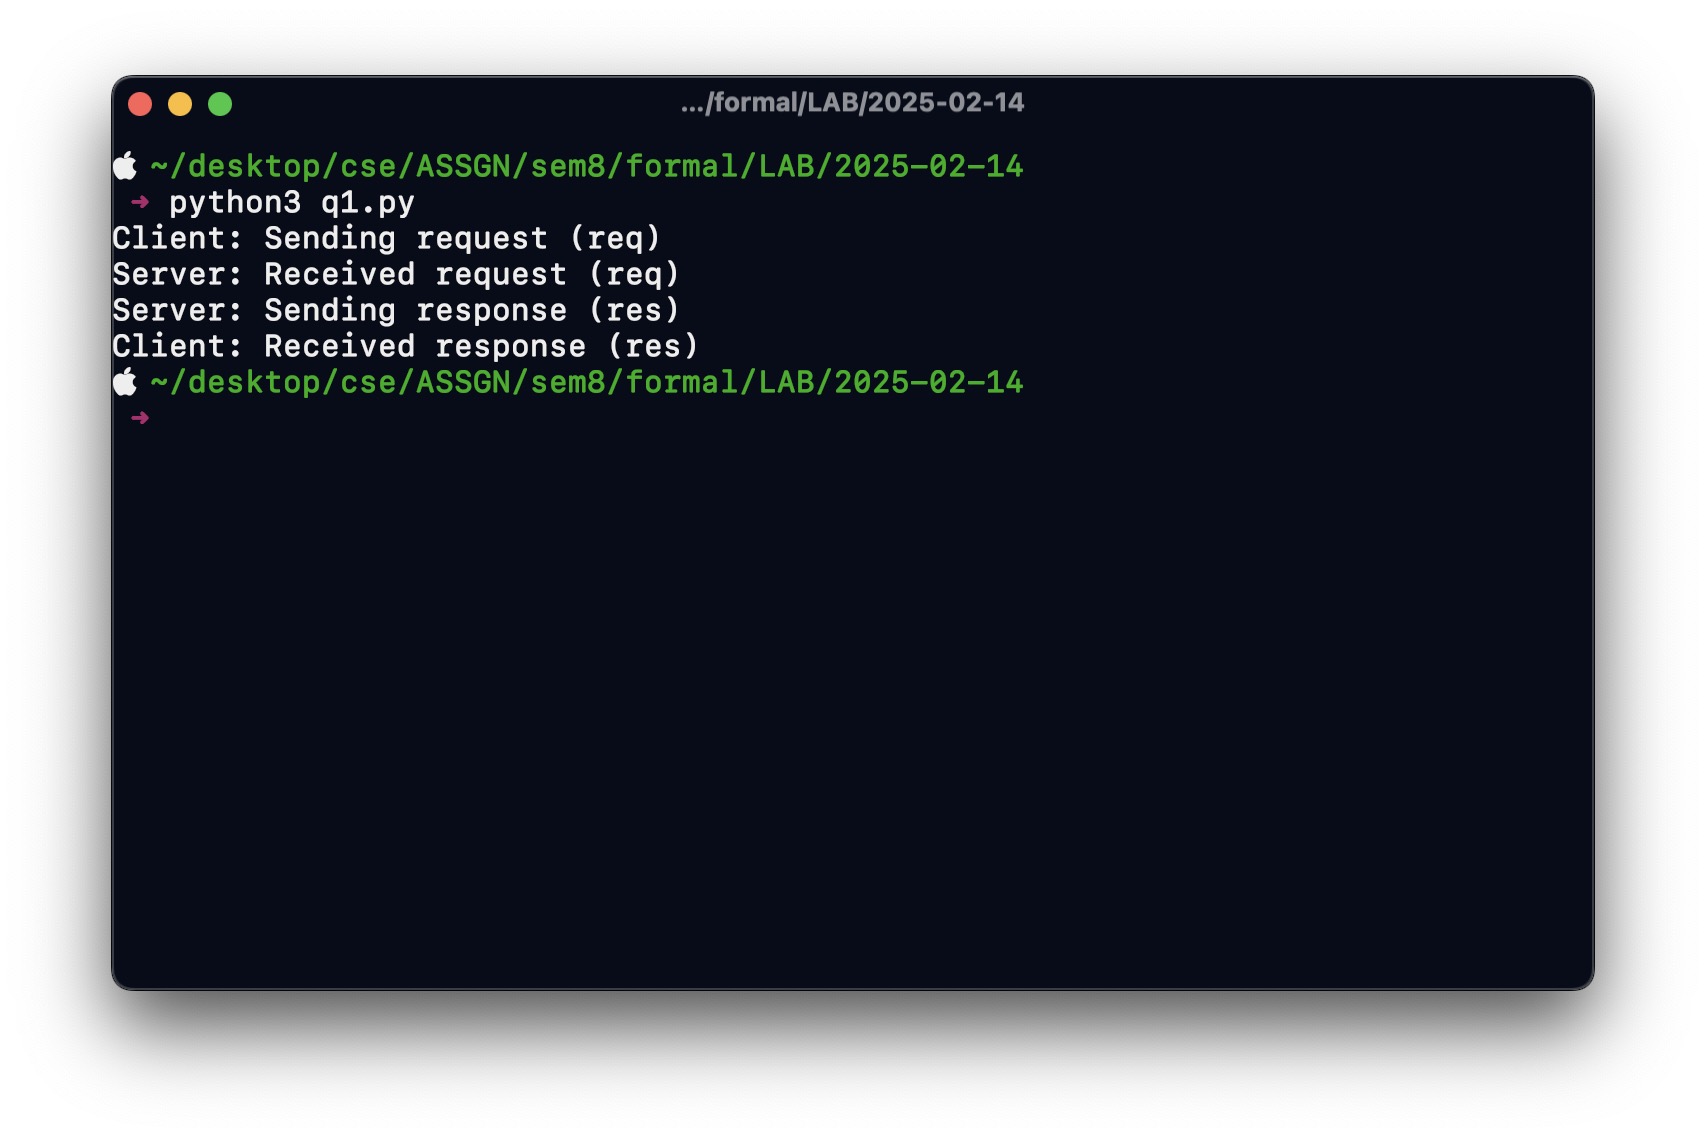 .../formal/LAB/2025-02-14
~/desktop/cse/ASSGN/sem8/formal/LAB/2025-02-14
➜ python3 q1.py
Client: Sending request (req)
Server: Received request (req)
Server: Sending response (res)
Client: Received response (res)
~/desktop/cse/ASSGN/sem8/formal/LAB/2025-02-14
➜